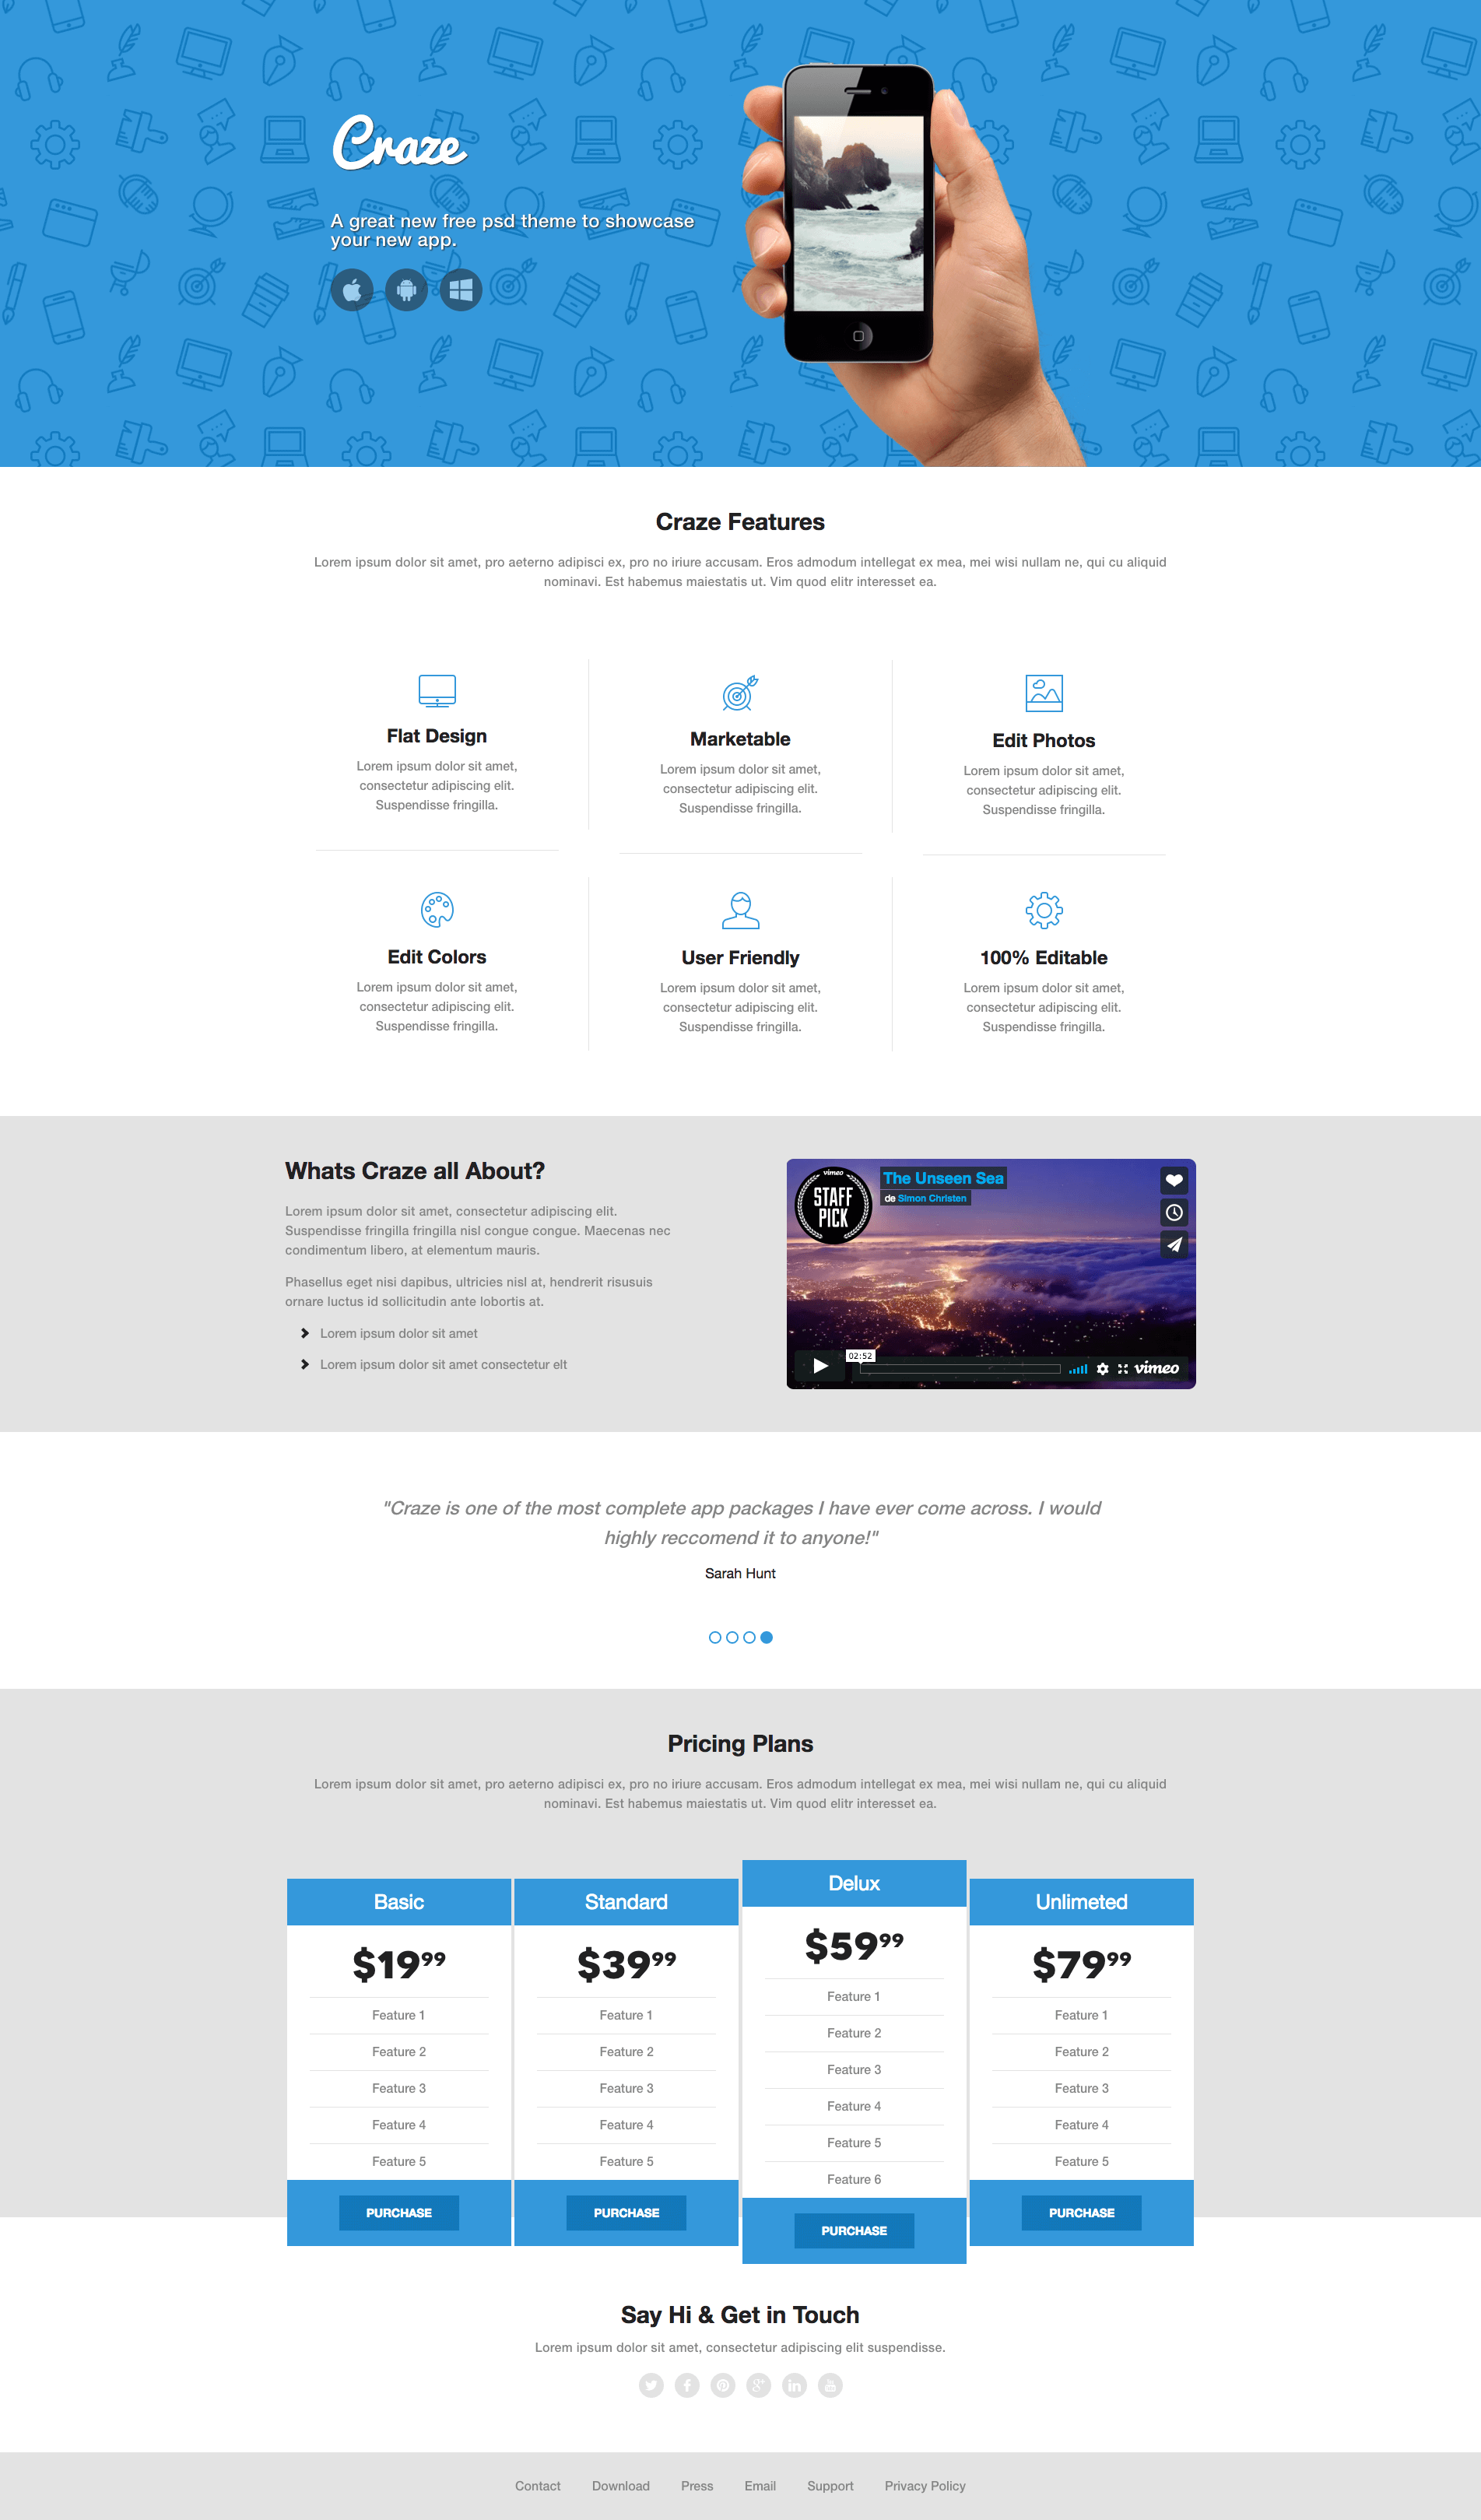 Craze
A great new free psd theme to showcase
your new app.
Craze Features
Lorem ipsum dolor sit amet, pro aeterno adipisci ex, pro no iriure accusam. Eros admodum intellegat ex mea, mei wisi nullam ne, qui cu aliquid
nominavi. Est habemus maiestatis ut. Vim quod elitr interesset ea.
Flat Design
Lorem ipsum dolor sit amet,
consectetur adipiscing elit.
Suspendisse fringilla.
Marketable
Lorem ipsum dolor sit amet,
consectetur adipiscing elit.
Suspendisse fringilla.
Edit Photos
Lorem ipsum dolor sit amet,
consectetur adipiscing elit.
Suspendisse fringilla.
Edit Colors
Lorem ipsum dolor sit amet,
consectetur adipiscing elit.
Suspendisse fringilla.
User Friendly
Lorem ipsum dolor sit amet,
consectetur adipiscing elit.
Suspendisse fringilla.
100% Editable
Lorem ipsum dolor sit amet,
consectetur adipiscing elit.
Suspendisse fringilla.
Whats Craze all About?
Lorem ipsum dolor sit amet, consectetur adipiscing elit.
Suspendisse fringilla fringilla nisl congue congue. Maecenas nec
condimentum libero, at elementum mauris.
Phasellus eget nisi dapibus, ultricies nisl at, hendrerit risusuis
ornare luctus id sollicitudin ante lobortis at.
Lorem ipsum dolor sit amet
Lorem ipsum dolor sit amet consectetur elt
vimeo
STAFF
PICK
The Unseen Sea
de Simon Christen
02:52
vimeo
"Craze is one of the most complete app packages I have ever come across. I would
highly reccomend it to anyone!"
Sarah Hunt
Pricing Plans
Lorem ipsum dolor sit amet, pro aeterno adipisci ex, pro no iriure accusam. Eros admodum intellegat ex mea, mei wisi nullam ne, qui cu aliquid
nominavi. Est habemus maiestatis ut. Vim quod elitr interesset ea.
Basic
$1999
Feature 1
Feature 2
Feature 3
Feature 4
Feature 5
PURCHASE
Standard
$3999
Feature 1
Feature 2
Feature 3
Feature 4
Feature 5
PURCHASE
Delux
$5999
Feature 1
Feature 2
Feature 3
Feature 4
Feature 5
Feature 6
PURCHASE
Unlimeted
$7999
Feature 1
Feature 2
Feature 3
Feature 4
Feature 5
PURCHASE
Say Hi & Get in Touch
Lorem ipsum dolor sit amet, consectetur adipiscing elit suspendisse.
Contact Download Press Email Support Privacy Policy